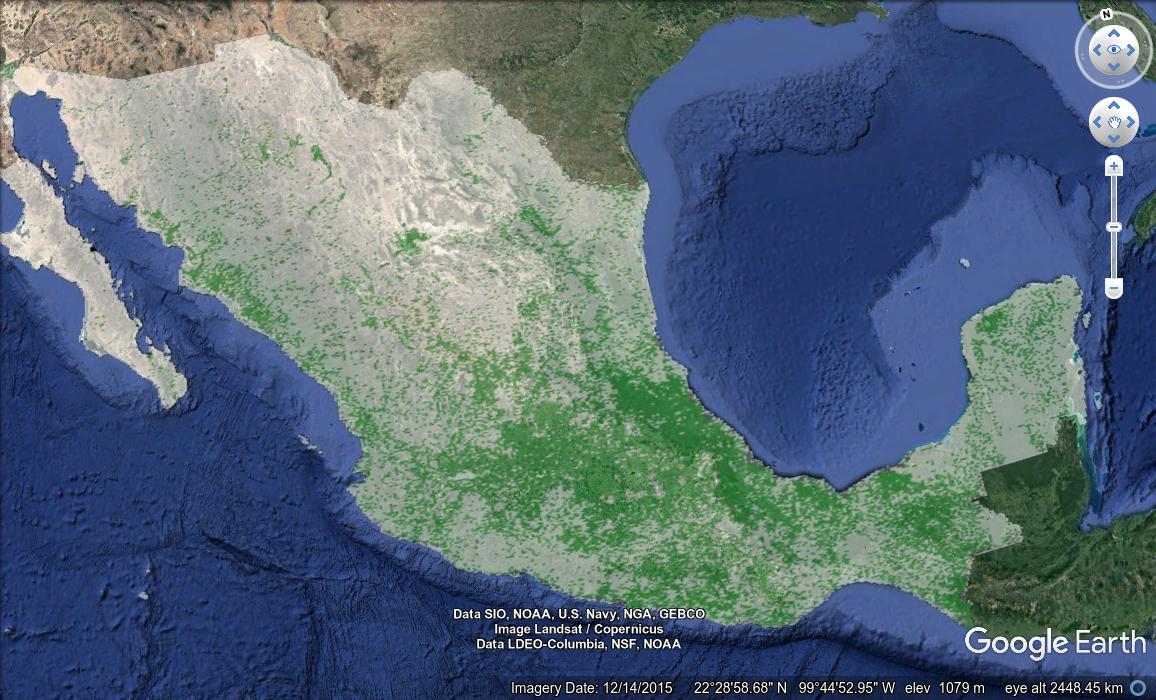 N
Data SIO, NOAA, U.S. Navy, NGA, GEBCO
Image Landsat / Copernicus
Data LDEO-Columbia, NSF, NOAA
Google Earth
Imagery Date: 12/14/2015 22°28'58.68" N 99°44'52.95" W elev 1079 m eye alt 2448.45 km